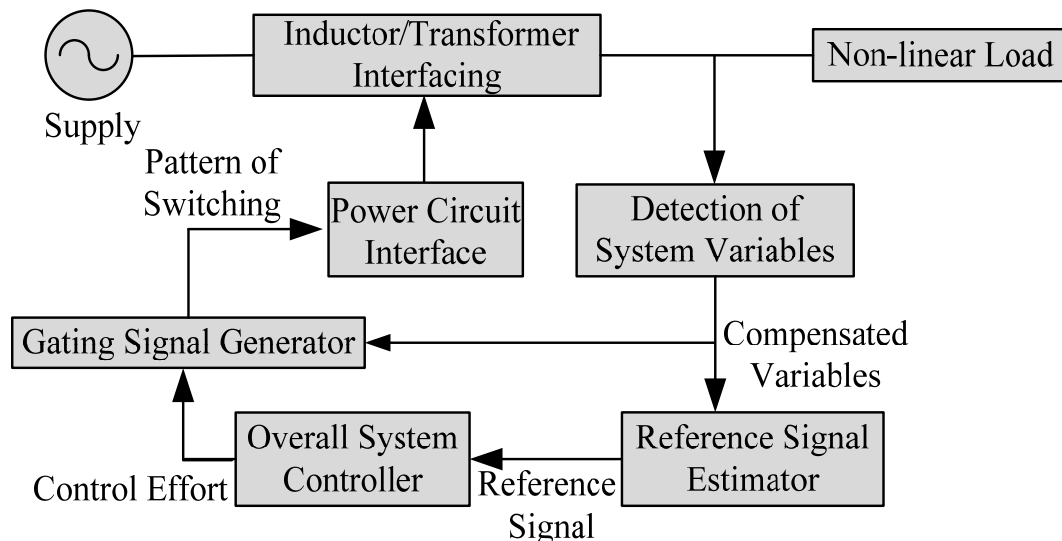 Inductor/Transformer
Interfacing
Non-linear Load
Supply
Pattern of
Switching
Power Circuit
Interface
Detection of
System Variables
Gating Signal Generator
Compensated
Variables
Overall System
Controller
Reference Signal
Estimator
Control Effort
Reference
Signal